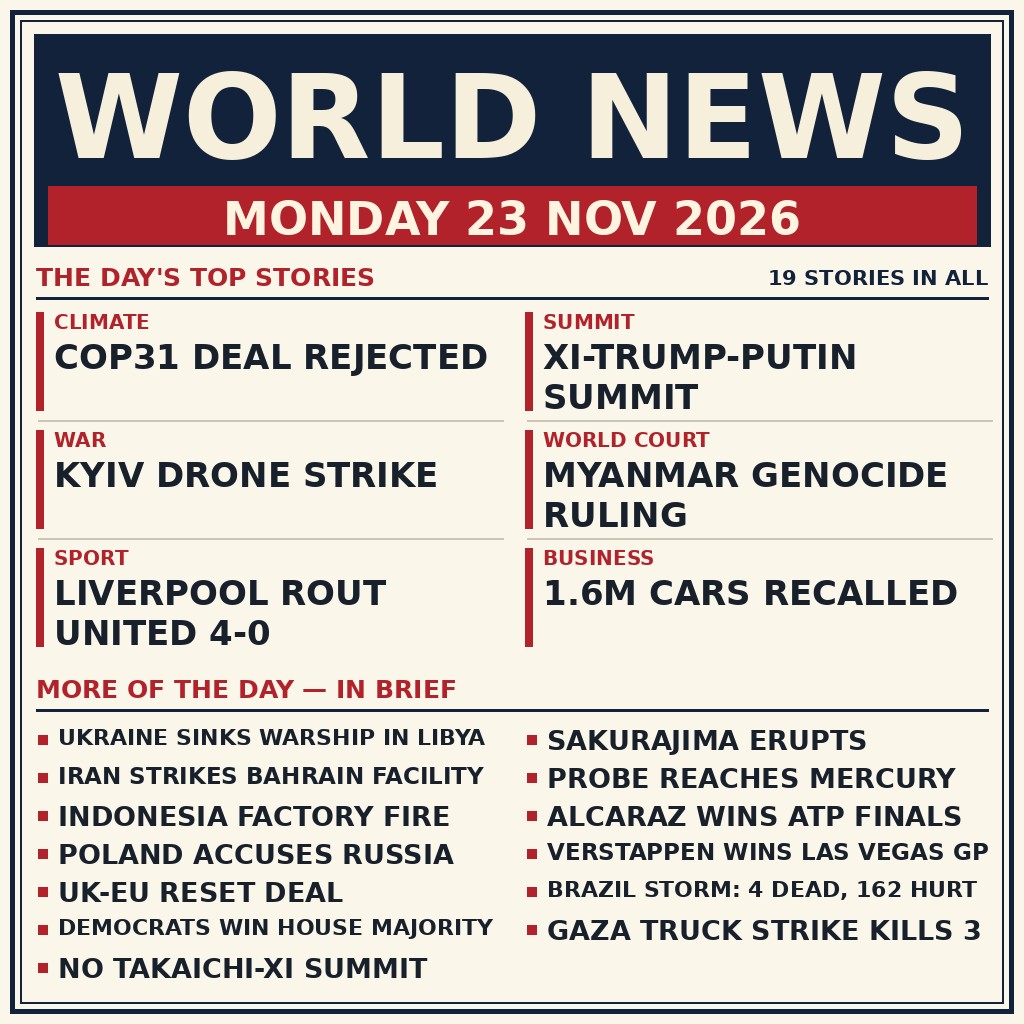 WORLD NEWS
MONDAY 23 NOV 2026
THE DAY'S TOP STORIES
19 STORIES IN ALL
CLIMATE
COP31 DEAL REJECTED
SUMMIT
XI-TRUMP-PUTIN
SUMMIT
WAR
KYIV DRONE STRIKE
WORLD COURT
MYANMAR GENOCIDE
RULING
SPORT
LIVERPOOL ROUT
UNITED 4-0
BUSINESS
1.6M CARS RECALLED
MORE OF THE DAY — IN BRIEF
UKRAINE SINKS WARSHIP IN LIBYA
IRAN STRIKES BAHRAIN FACILITY
INDONESIA FACTORY FIRE
POLAND ACCUSES RUSSIA
UK-EU RESET DEAL
DEMOCRATS WIN HOUSE MAJORITY
NO TAKAICHI-XI SUMMIT
SAKURAJIMA ERUPTS
PROBE REACHES MERCURY
ALCARAZ WINS ATP FINALS
VERSTAPPEN WINS LAS VEGAS GP
BRAZIL STORM: 4 DEAD, 162 HURT
GAZA TRUCK STRIKE KILLS 3